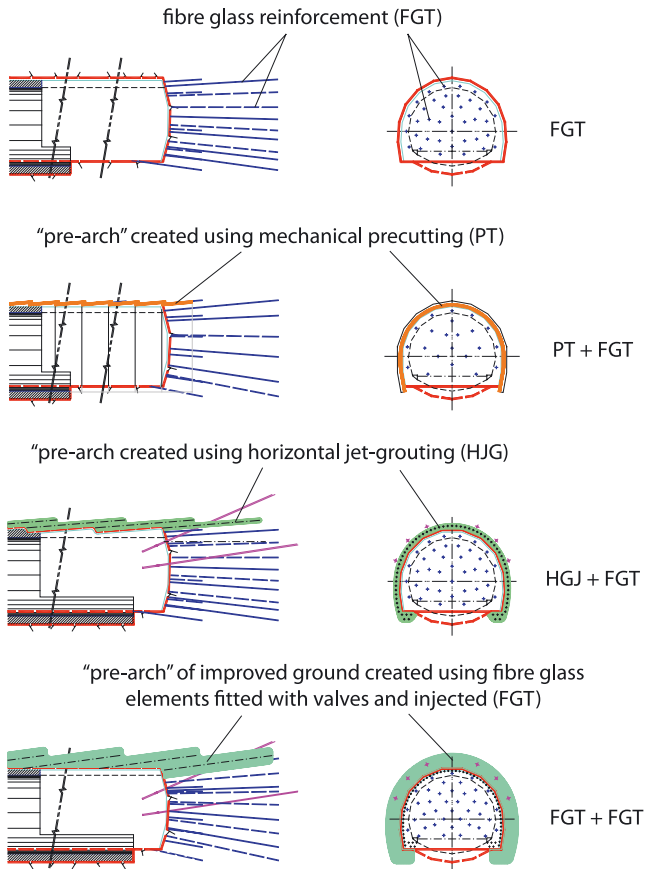 fibre glass reinforcement (FGT)
FGT
“pre-arch” created using mechanical precutting (PT)
PT + FGT
“pre-arch created using horizontal jet-grouting (HJG)
HGJ + FGT
“pre-arch” of improved ground created using fibre glass
elements fitted with valves and injected (FGT)
FGT + FGT